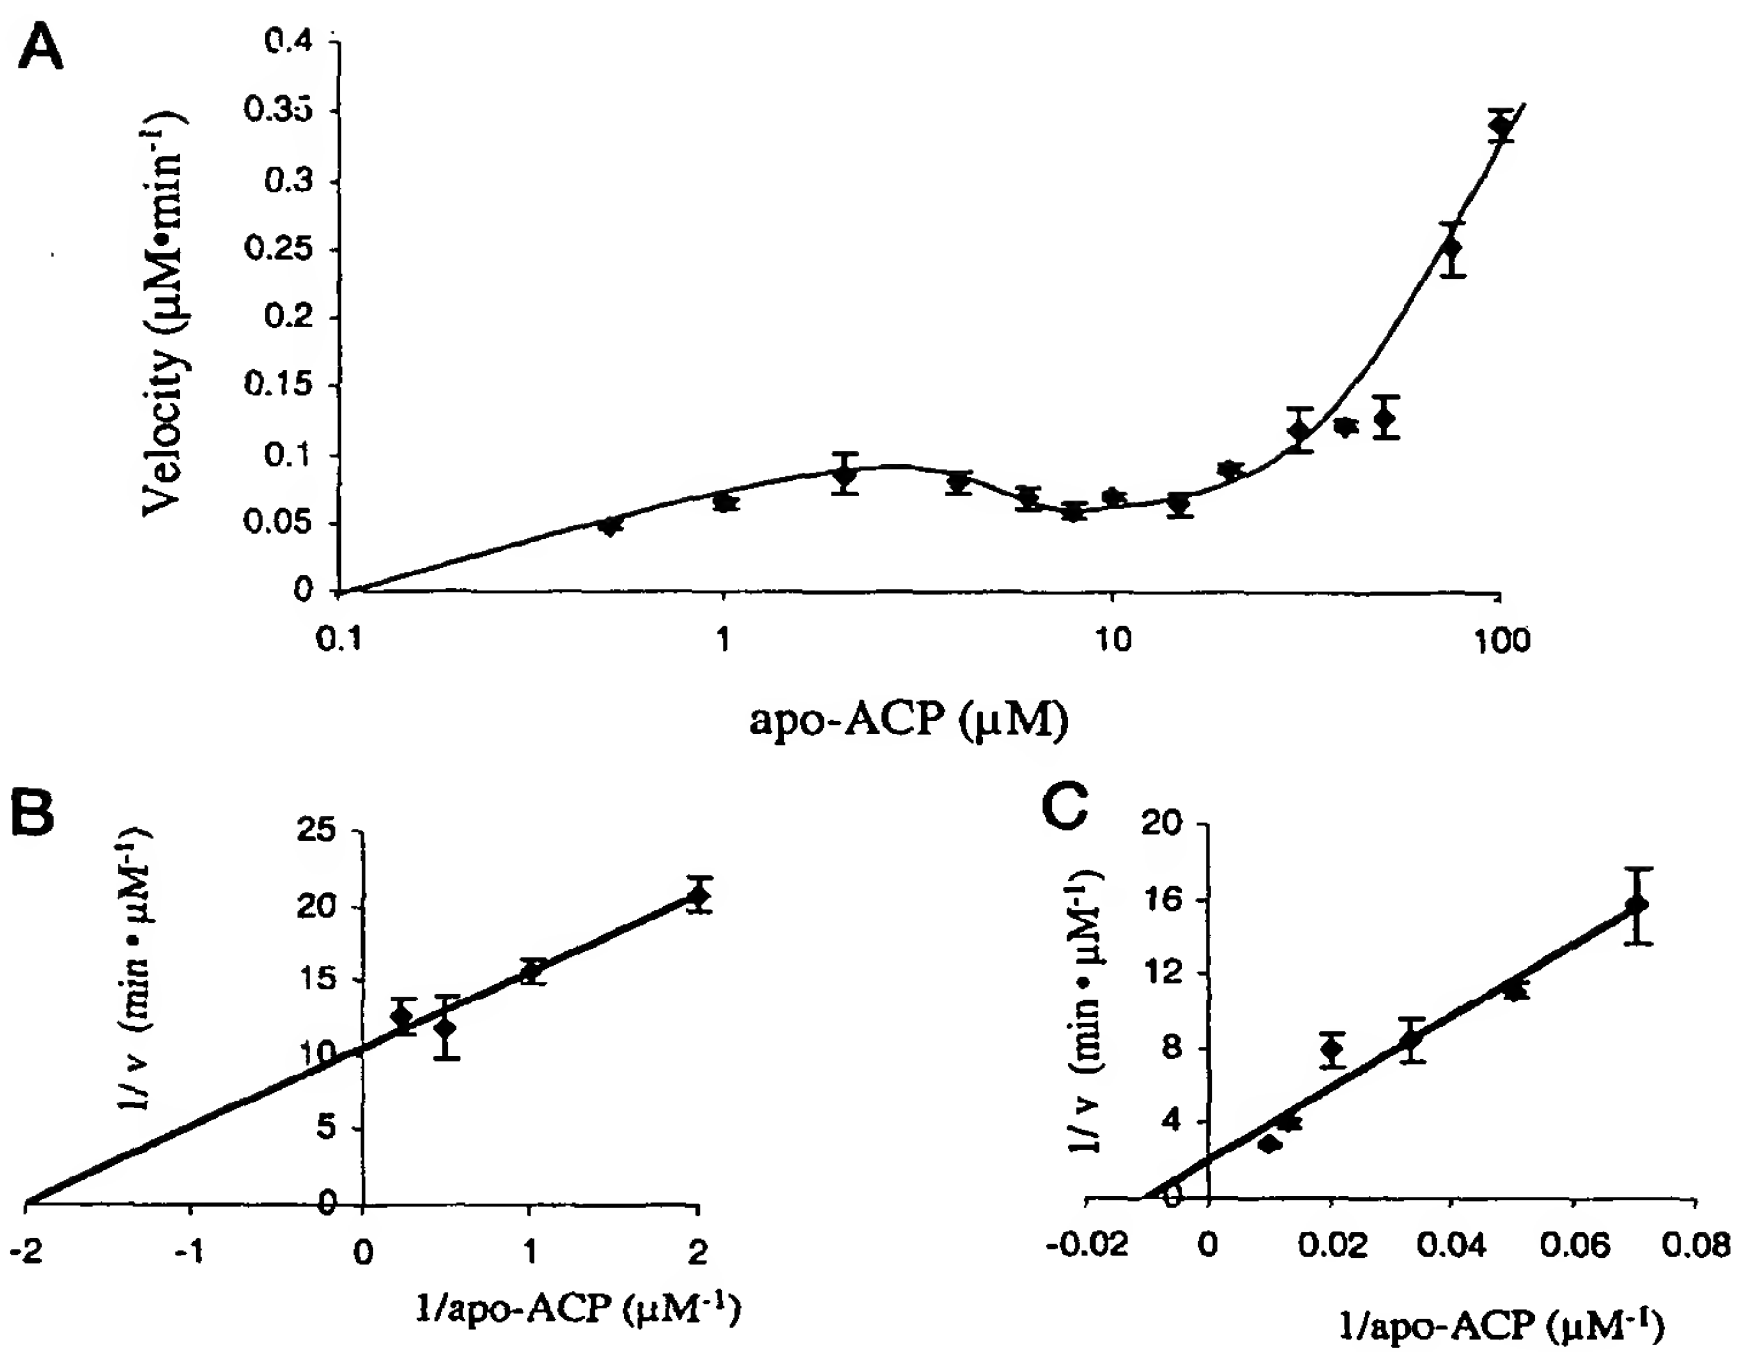 A
0.4
0.35
0.3
0.25
0.2
0.15
0.1
0.05
0
Velocity (μM•min-1)
0.1 1 10 100
apo-ACP (μM)
B
25
20
15
10
5
0
1/ v (min • μM-1)
-2 -1 0 1 2
1/apo-ACP (μM-1)
C
20
16
12
8
4
0
1/ v (min • μM-1)
-0.02 0 0.02 0.04 0.06 0.08
1/apo-ACP (μM-1)